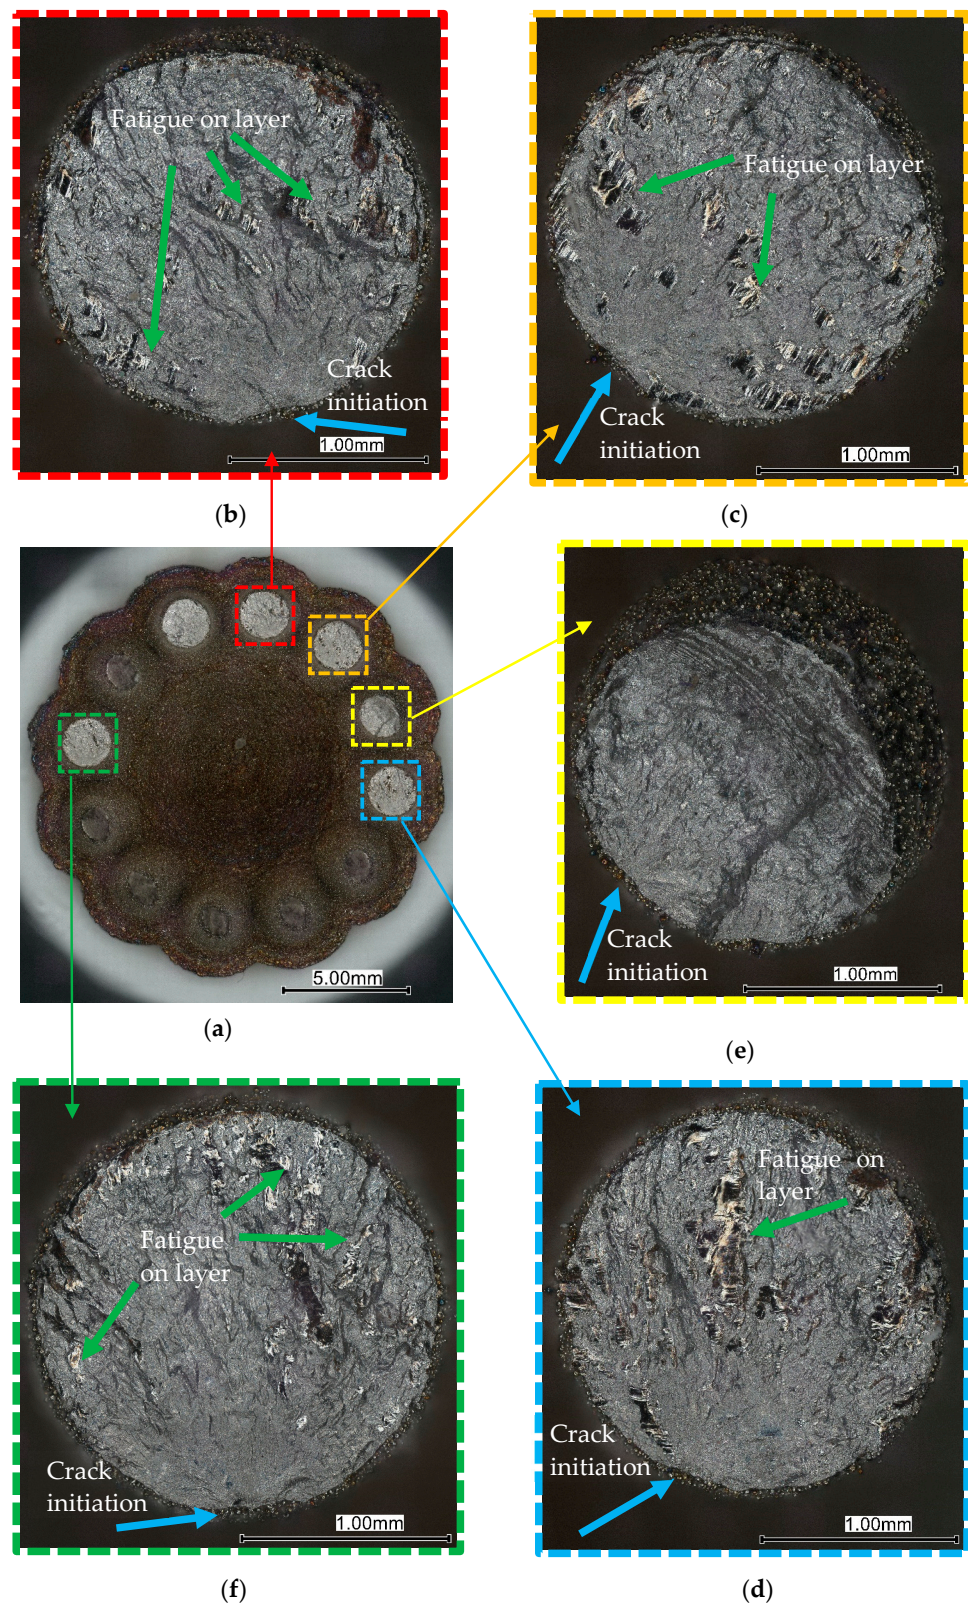 Fatigue on layer
Crack
initiation
1.00mm
(b)
Fatigue on layer
Crack
initiation
1.00mm
(c)
5.00mm
(a)
Crack
initiation
1.00mm
(e)
Fatigue
on layer
Crack
initiation
1.00mm
(f)
Fatigue on
layer
Crack
initiation
1.00mm
(d)